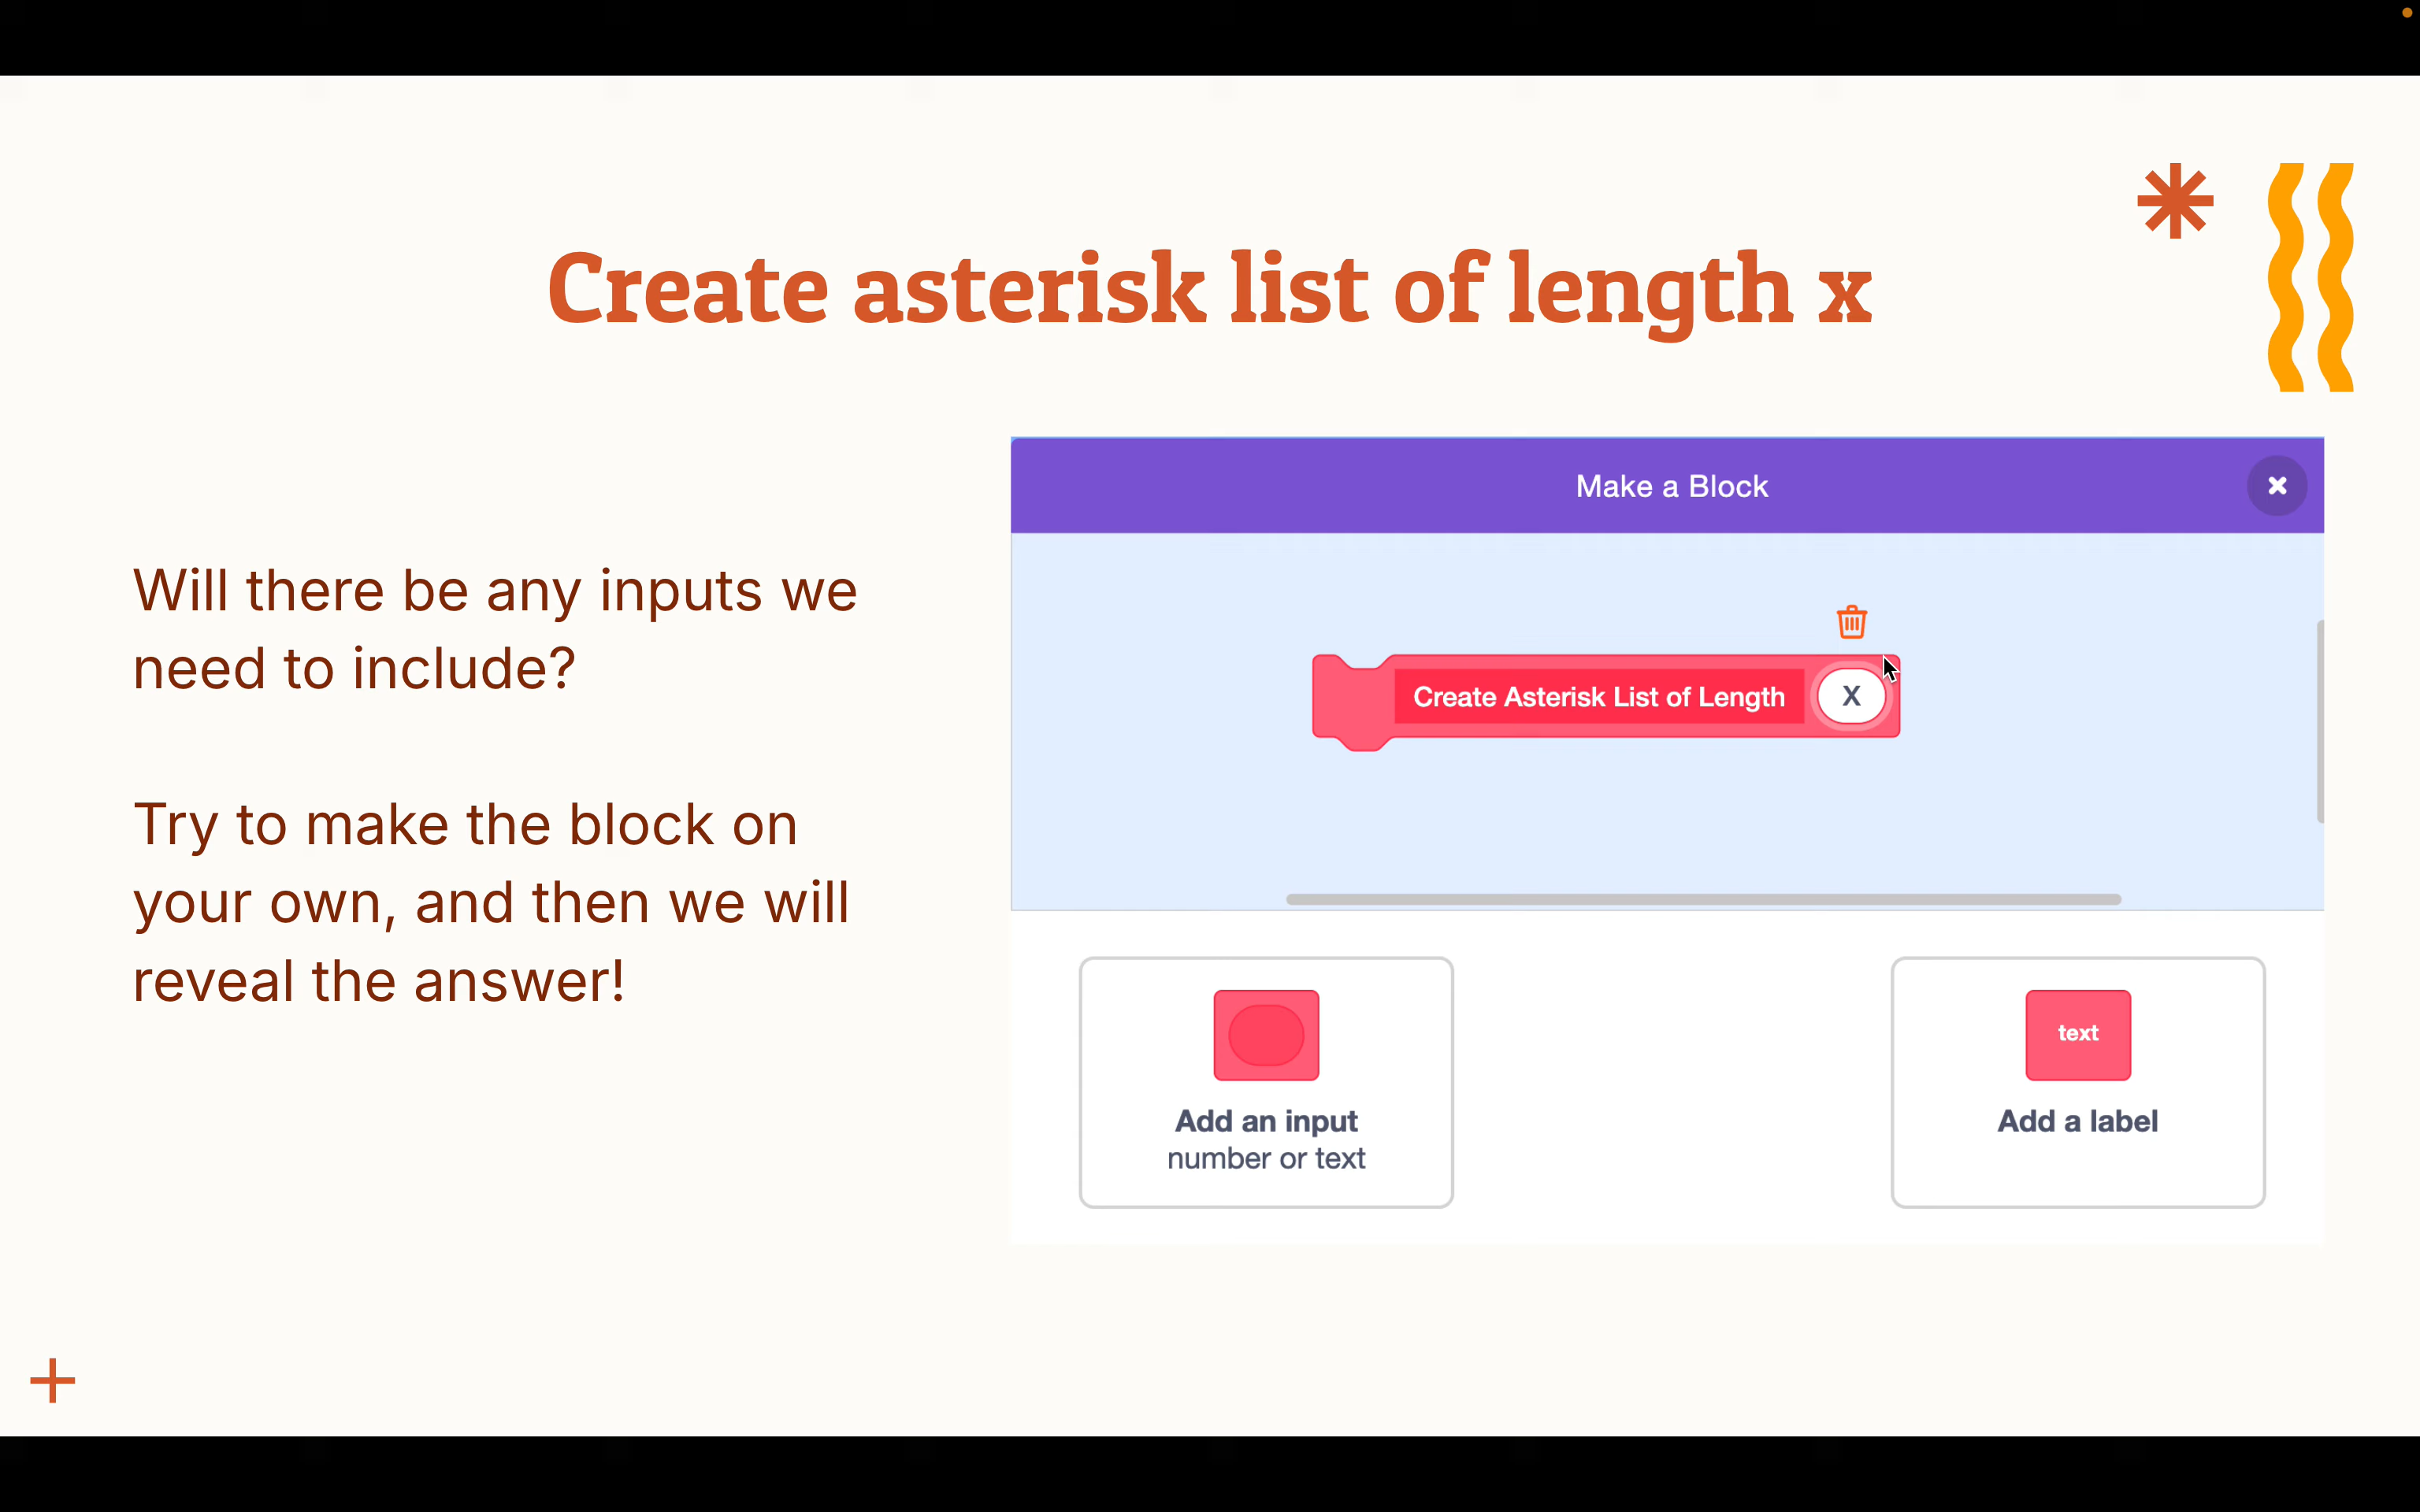 Create asterisk list of length x
Will there be any inputs we
need to include?
Try to make the block on
your own, and then we will
reveal the answer!
Make a Block
Create Asterisk List of Length X
Add an input
number or text
text
Add a label